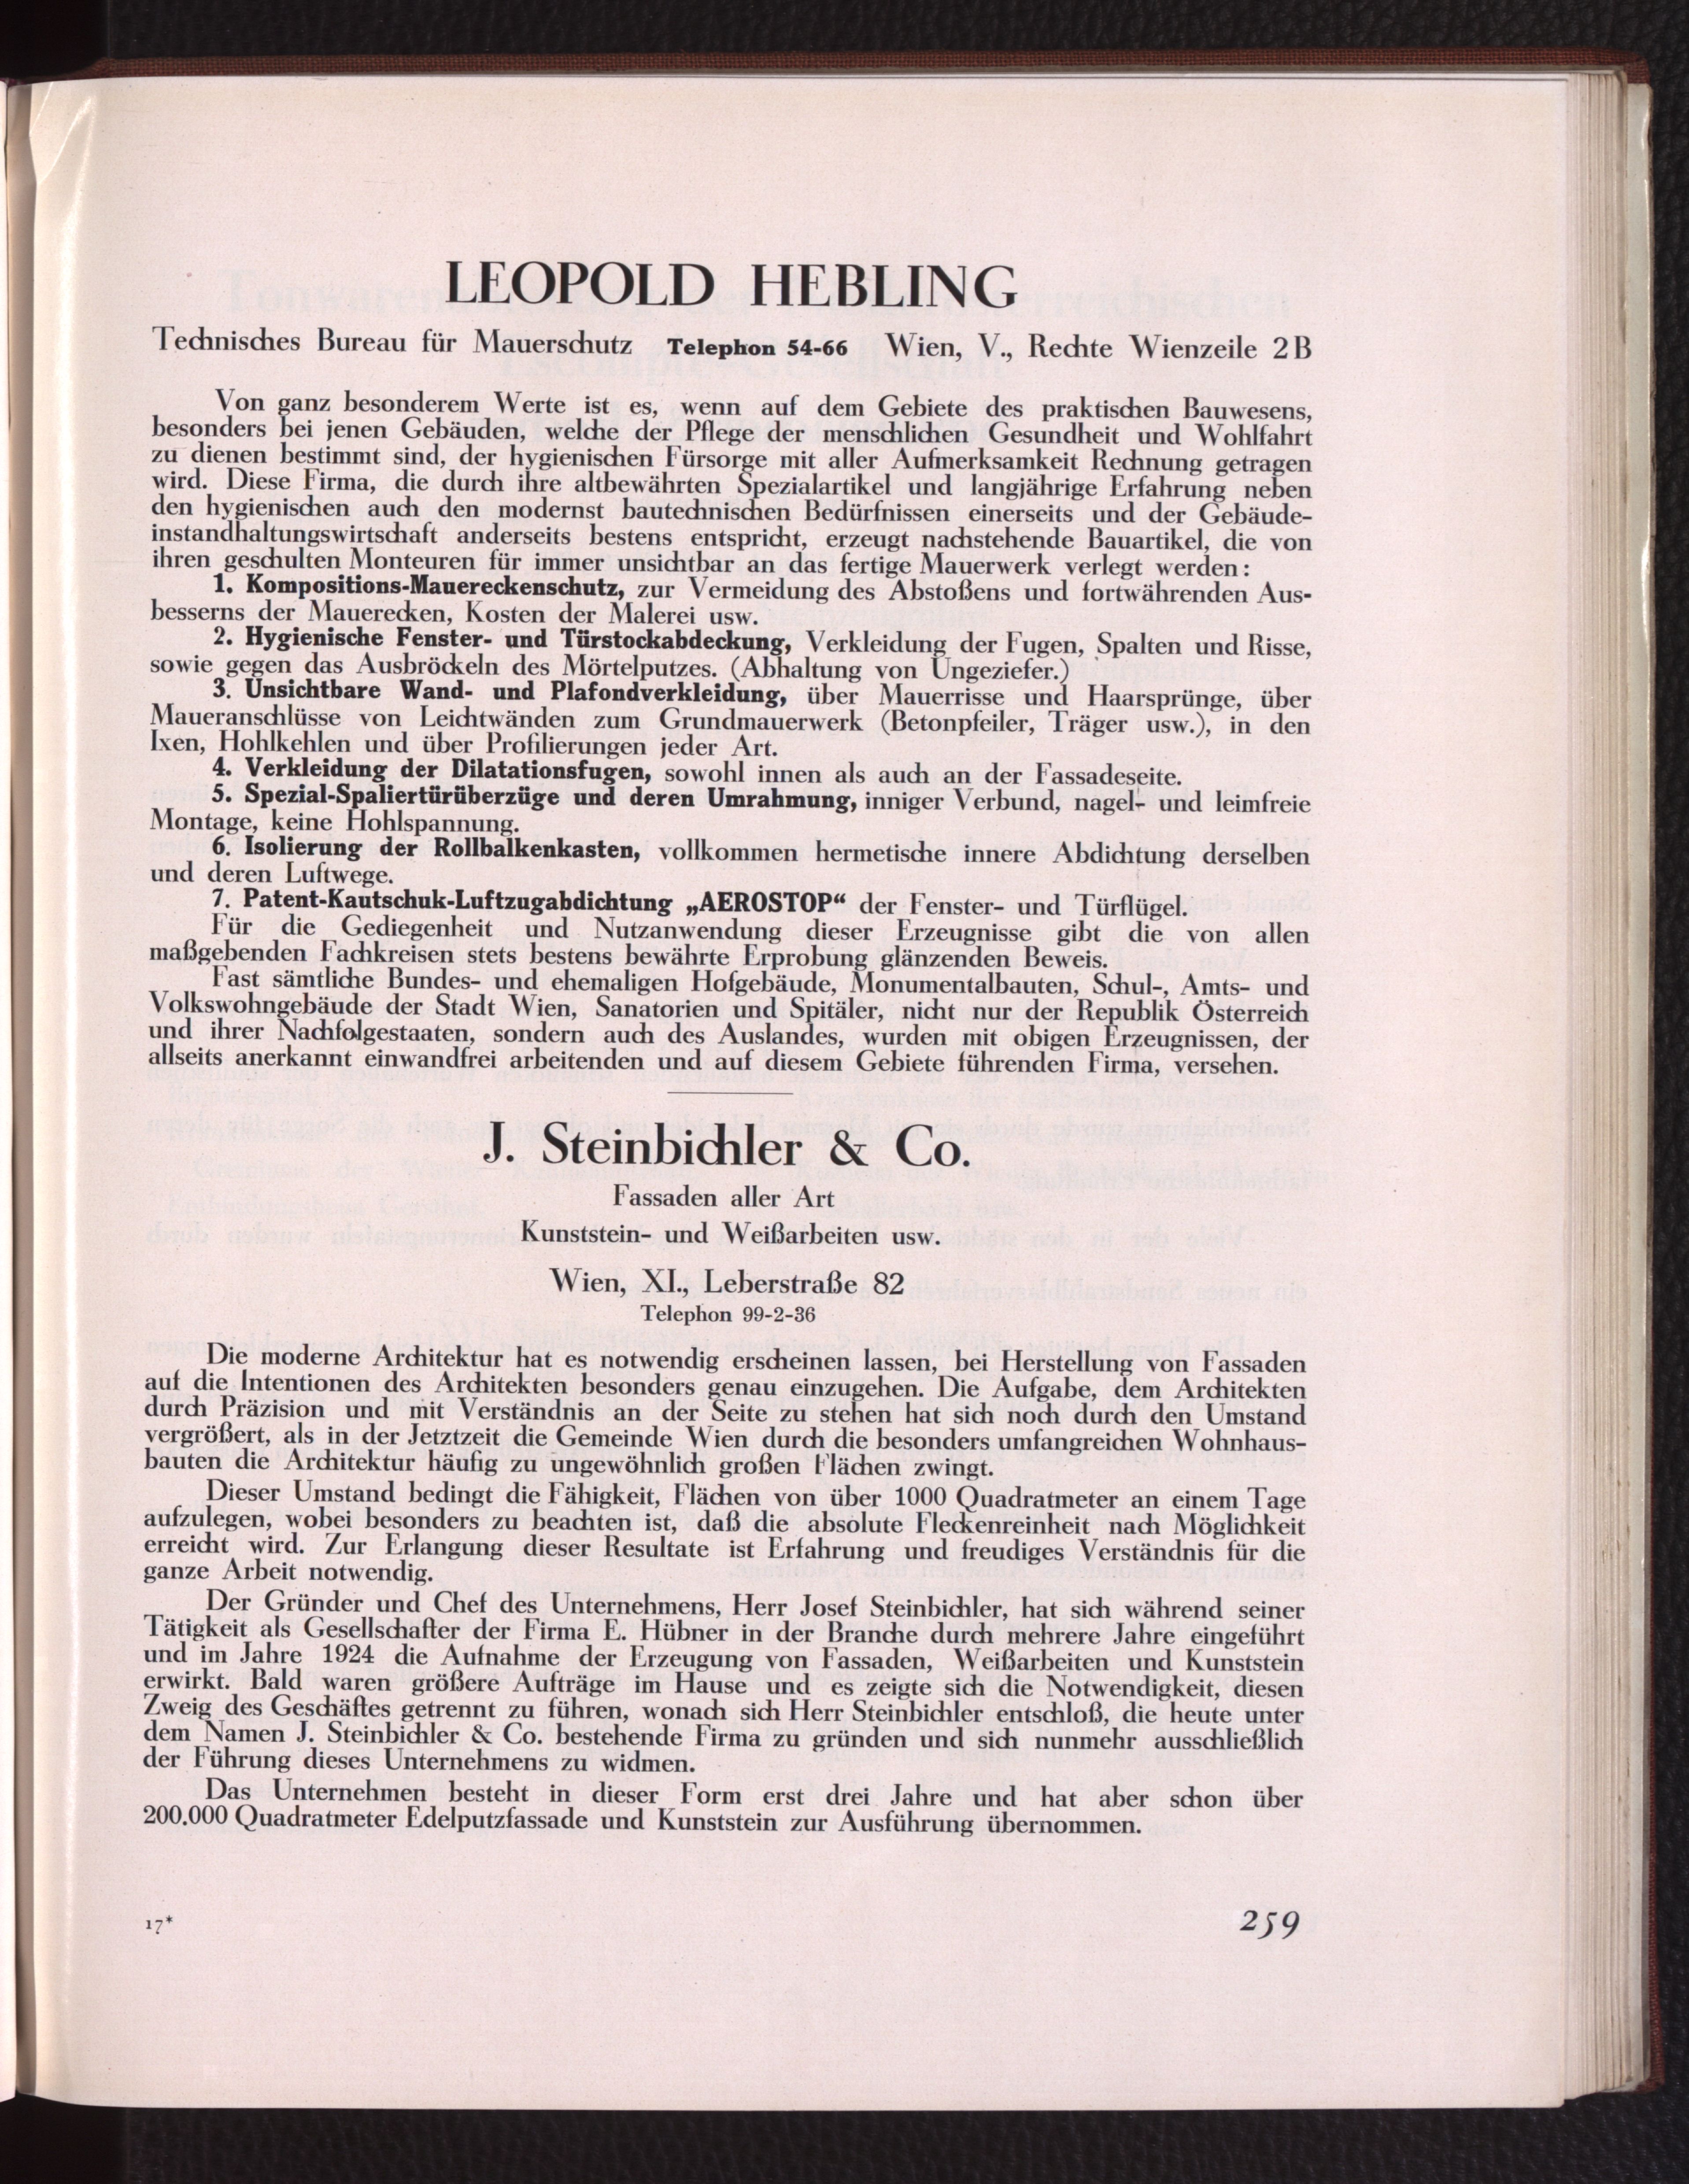 LEOPOLD HEBLING
Technisches Bureau für Mauerschutz Telephon 54-66 Wien, V., Rechte Wienzeile 2 B
Von ganz besonderem Werte ist es, wenn auf dem Gebiete des praktischen Bauwesens,
besonders bei jenen Gebäuden, welche der Pflege der menschlichen Gesundheit und Wohlfahrt
zu dienen bestimmt sind, der hygienischen Fürsorge mit aller Aufmerksamkeit Rechnung getragen
wird. Diese Firma, die durch ihre altbewährten Spezialartikel und langjährige Erfahrung neben
den hygienischen auch den modernst bautechnischen Bedürfnissen einerseits und der Gebäude-
instandhaltungswirtschaft anderseits bestens entspricht, erzeugt nachstehende Bauartikel, die von
ihren geschulten Monteuren für immer unsichtbar an das fertige Mauerwerk verlegt werden:
1. Kompositions-Mauereckenschutz, zur Vermeidung des Abstoßens und fortwährenden Aus-
besserns der Mauerecken, Kosten der Malerei usw.
2. Hygienische Fenster- und Türstockabdeckung, Verkleidung der Fugen, Spalten und Risse,
sowie gegen das Ausbröckeln des Mörtelputzes. (Abhaltung von Ungeziefer.)
3. Unsichtbare Wand- und Plafondverkleidung, über Mauerrisse und Haarsprünge, über
Maueranschlüsse von Leichtwänden zum Grundmauerwerk (Betonpfeiler, Träger usw.), in den
Ixen, Hohlkehlen und über Profilierungen jeder Art.
4. Verkleidung der Dilatationsfugen, sowohl innen als auch an der Fassadeseite.
5. Spezial-Spaliertürüberzüge und deren Umrahmung, inniger Verbund, nagel- und leimfreie
Montage, keine Hohlspannung.
6. Isolierung der Rollbalkenkasten, vollkommen hermetische innere Abdichtung derselben
und deren Luftwege.
7. Patent-Kautschuk-Luftzugabdichtung „AEROSTOP“ der Fenster- und Türflügel.
Für die Gediegenheit und Nutzanwendung dieser Erzeugnisse gibt die von allen
maßgebenden Fachkreisen stets bestens bewährte Erprobung glänzenden Beweis.
Fast sämtliche Bundes- und ehemaligen Hofgebäude, Monumentalbauten, Schul-, Amts- und
Volkswohngebäude der Stadt Wien, Sanatorien und Spitäler, nicht nur der Republik Österreich
und ihrer Nachfolgestaaten, sondern auch des Auslandes, wurden mit obigen Erzeugnissen, der
allseits anerkannt einwandfrei arbeitenden und auf diesem Gebiete führenden Firma, versehen.
J. Steinbichler & Co.
Fassaden aller Art
Kunststein- und Weißarbeiten usw.
Wien, XI., Leberstraße 82
Telephon 99-2-36
Die moderne Architektur hat es notwendig erscheinen lassen, bei Herstellung von Fassaden
auf die Intentionen des Architekten besonders genau einzugehen. Die Aufgabe, dem Architekten
durch Präzision und mit Verständnis an der Seite zu stehen hat sich noch durch den Umstand
vergrößert, als in der Jetztzeit die Gemeinde Wien durch die besonders umfangreichen Wohnhaus-
bauten die Architektur häufig zu ungewöhnlich großen Flächen zwingt.
Dieser Umstand bedingt die Fähigkeit, Flächen von über 1000 Quadratmeter an einem Tage
aufzulegen, wobei besonders zu beachten ist, daß die absolute Fleckenreinheit nach Möglichkeit
erreicht wird. Zur Erlangung dieser Resultate ist Erfahrung und freudiges Verständnis für die
ganze Arbeit notwendig.
Der Gründer und Chef des Unternehmens, Herr Josef Steinbichler, hat sich während seiner
Tätigkeit als Gesellschafter der Firma E. Hübner in der Branche durch mehrere Jahre eingeführt
und im Jahre 1924 die Aufnahme der Erzeugung von Fassaden, Weißarbeiten und Kunststein
erwirkt. Bald waren größere Aufträge im Hause und es zeigte sich die Notwendigkeit, diesen
Zweig des Geschäftes getrennt zu führen, wonach sich Herr Steinbichler entschloß, die heute unter
dem Namen J. Steinbichler & Co. bestehende Firma zu gründen und sich nunmehr ausschließlich
der Führung dieses Unternehmens zu widmen.
Das Unternehmen besteht in dieser Form erst drei Jahre und hat aber schon über
200.000 Quadratmeter Edelputzfassade und Kunststein zur Ausführung übernommen.
17*
259